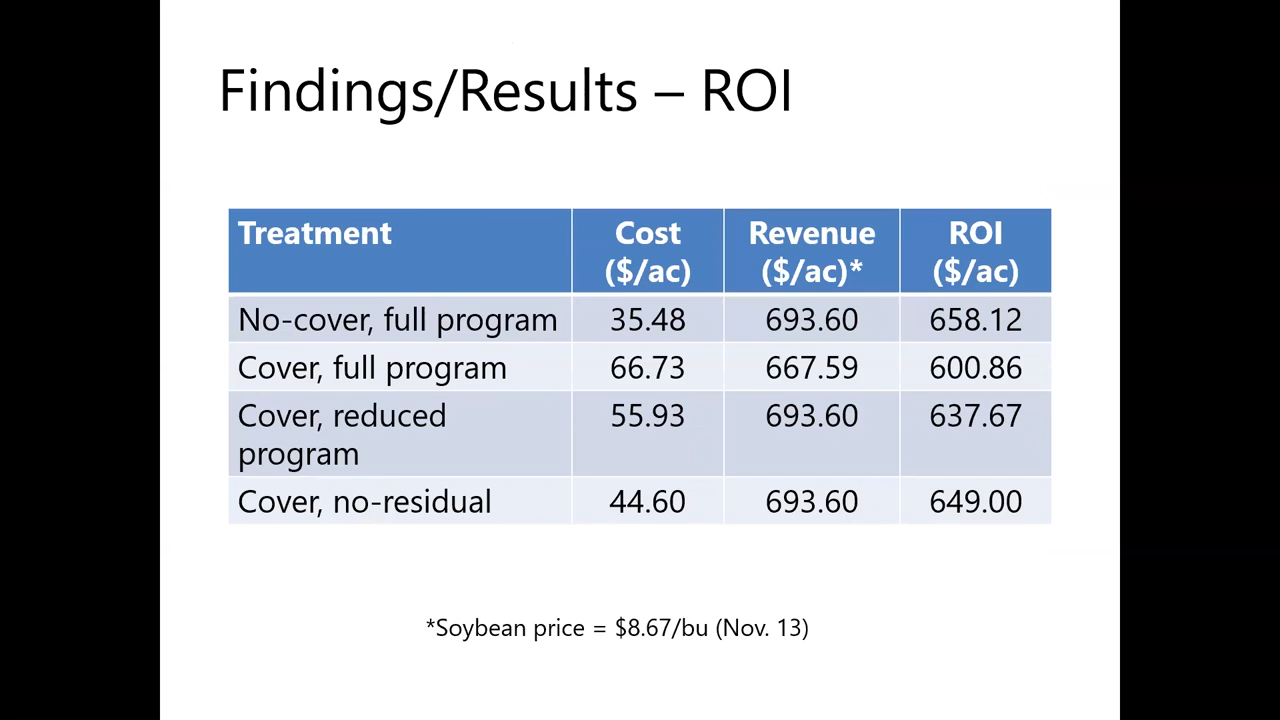 Findings/Results – ROI
Treatment Cost ($/ac) Revenue ($/ac)* ROI ($/ac)
No-cover, full program 35.48 693.60 658.12
Cover, full program 66.73 667.59 600.86
Cover, reduced program 55.93 693.60 637.67
Cover, no-residual 44.60 693.60 649.00
*Soybean price = $8.67/bu (Nov. 13)